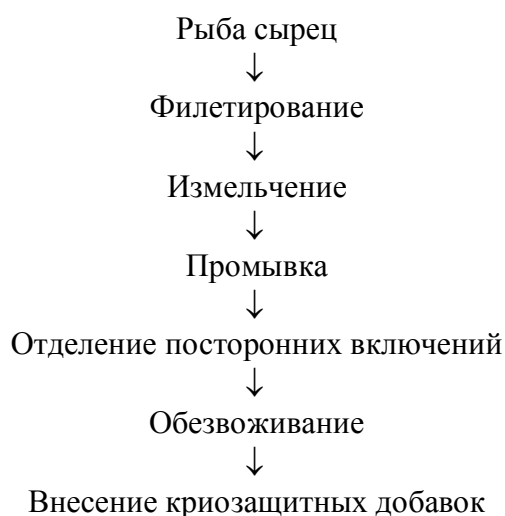 Рыба сырец
↓
Филетирование
↓
Измельчение
↓
Промывка
↓
Отделение посторонних включений
↓
Обезвоживание
↓
Внесение криозащитных добавок